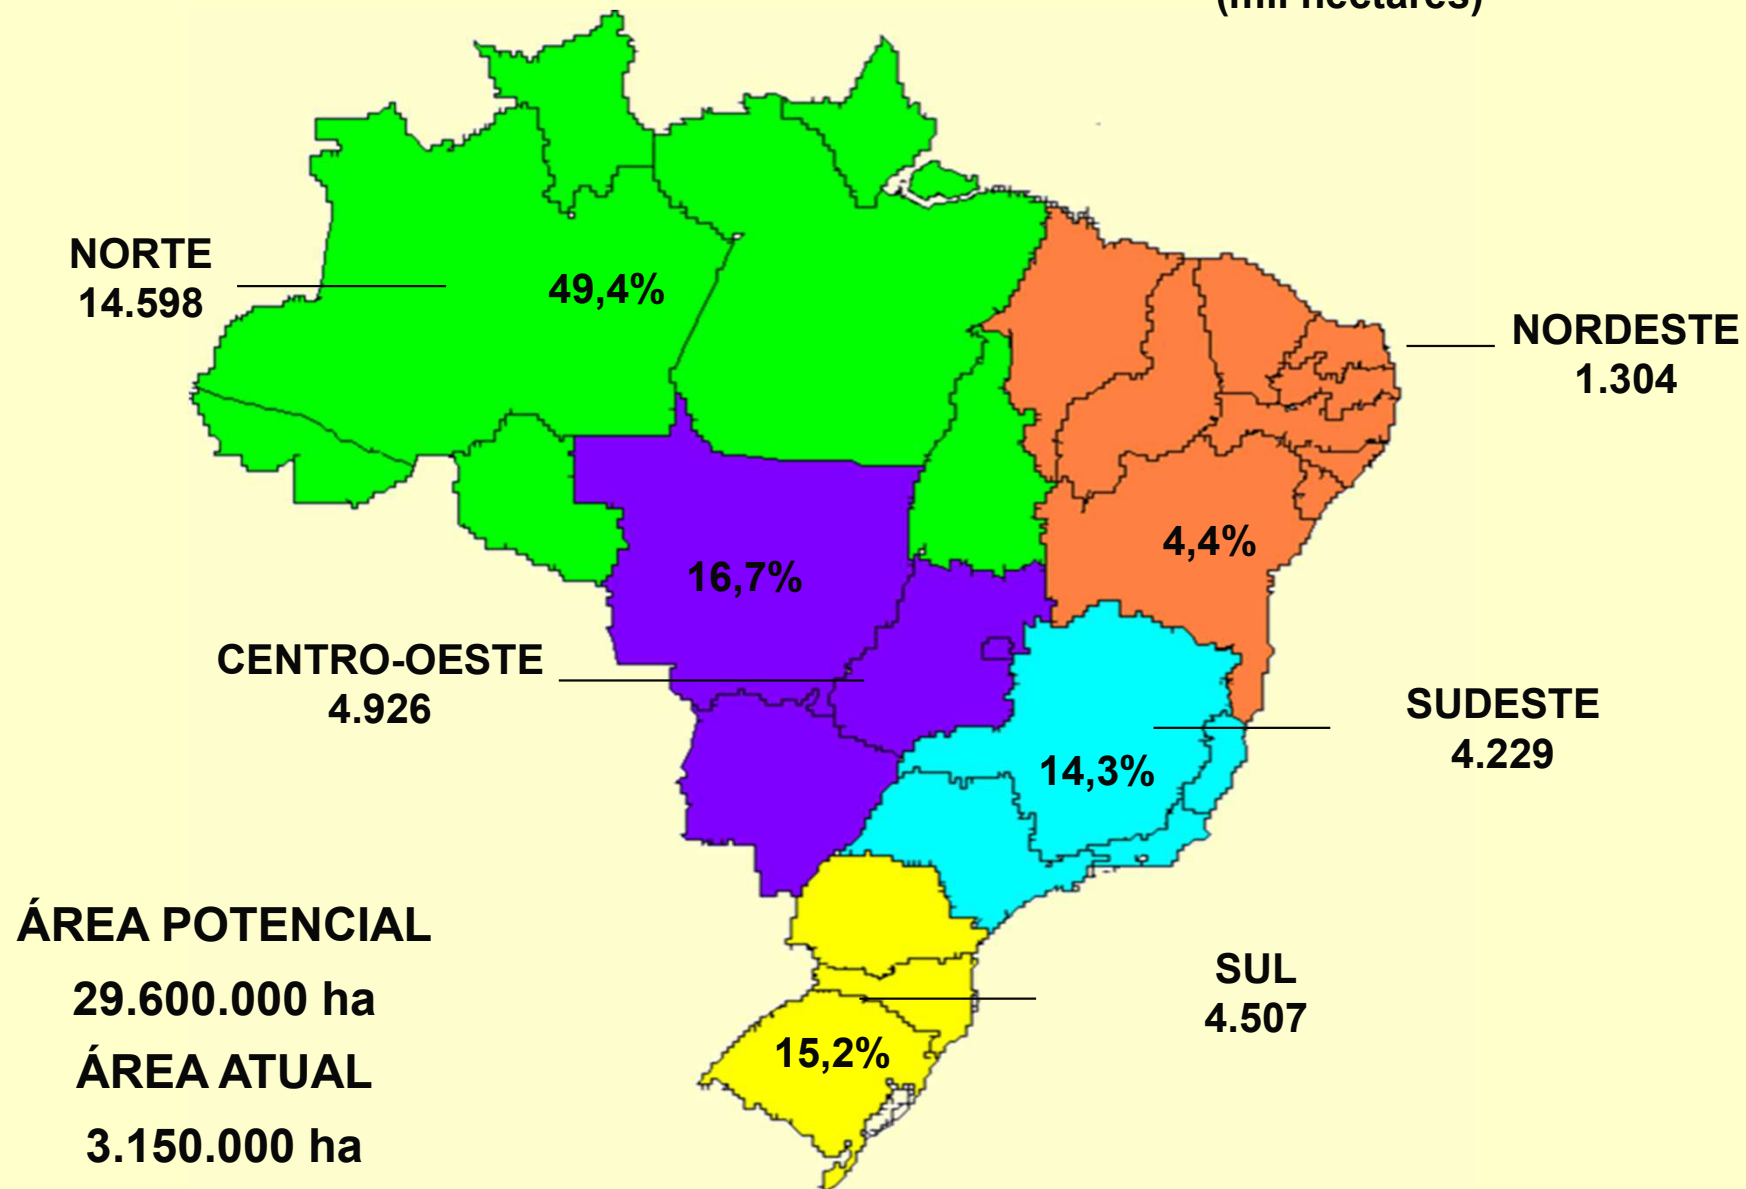 (mil hectares)
NORTE
14.598
49,4%
NORDESTE
1.304
4,4%
16,7%
CENTRO-OESTE
4.926
SUDESTE
4.229
14,3%
ÁREA POTENCIAL
29.600.000 ha
ÁREA ATUAL
3.150.000 ha
SUL
4.507
15,2%